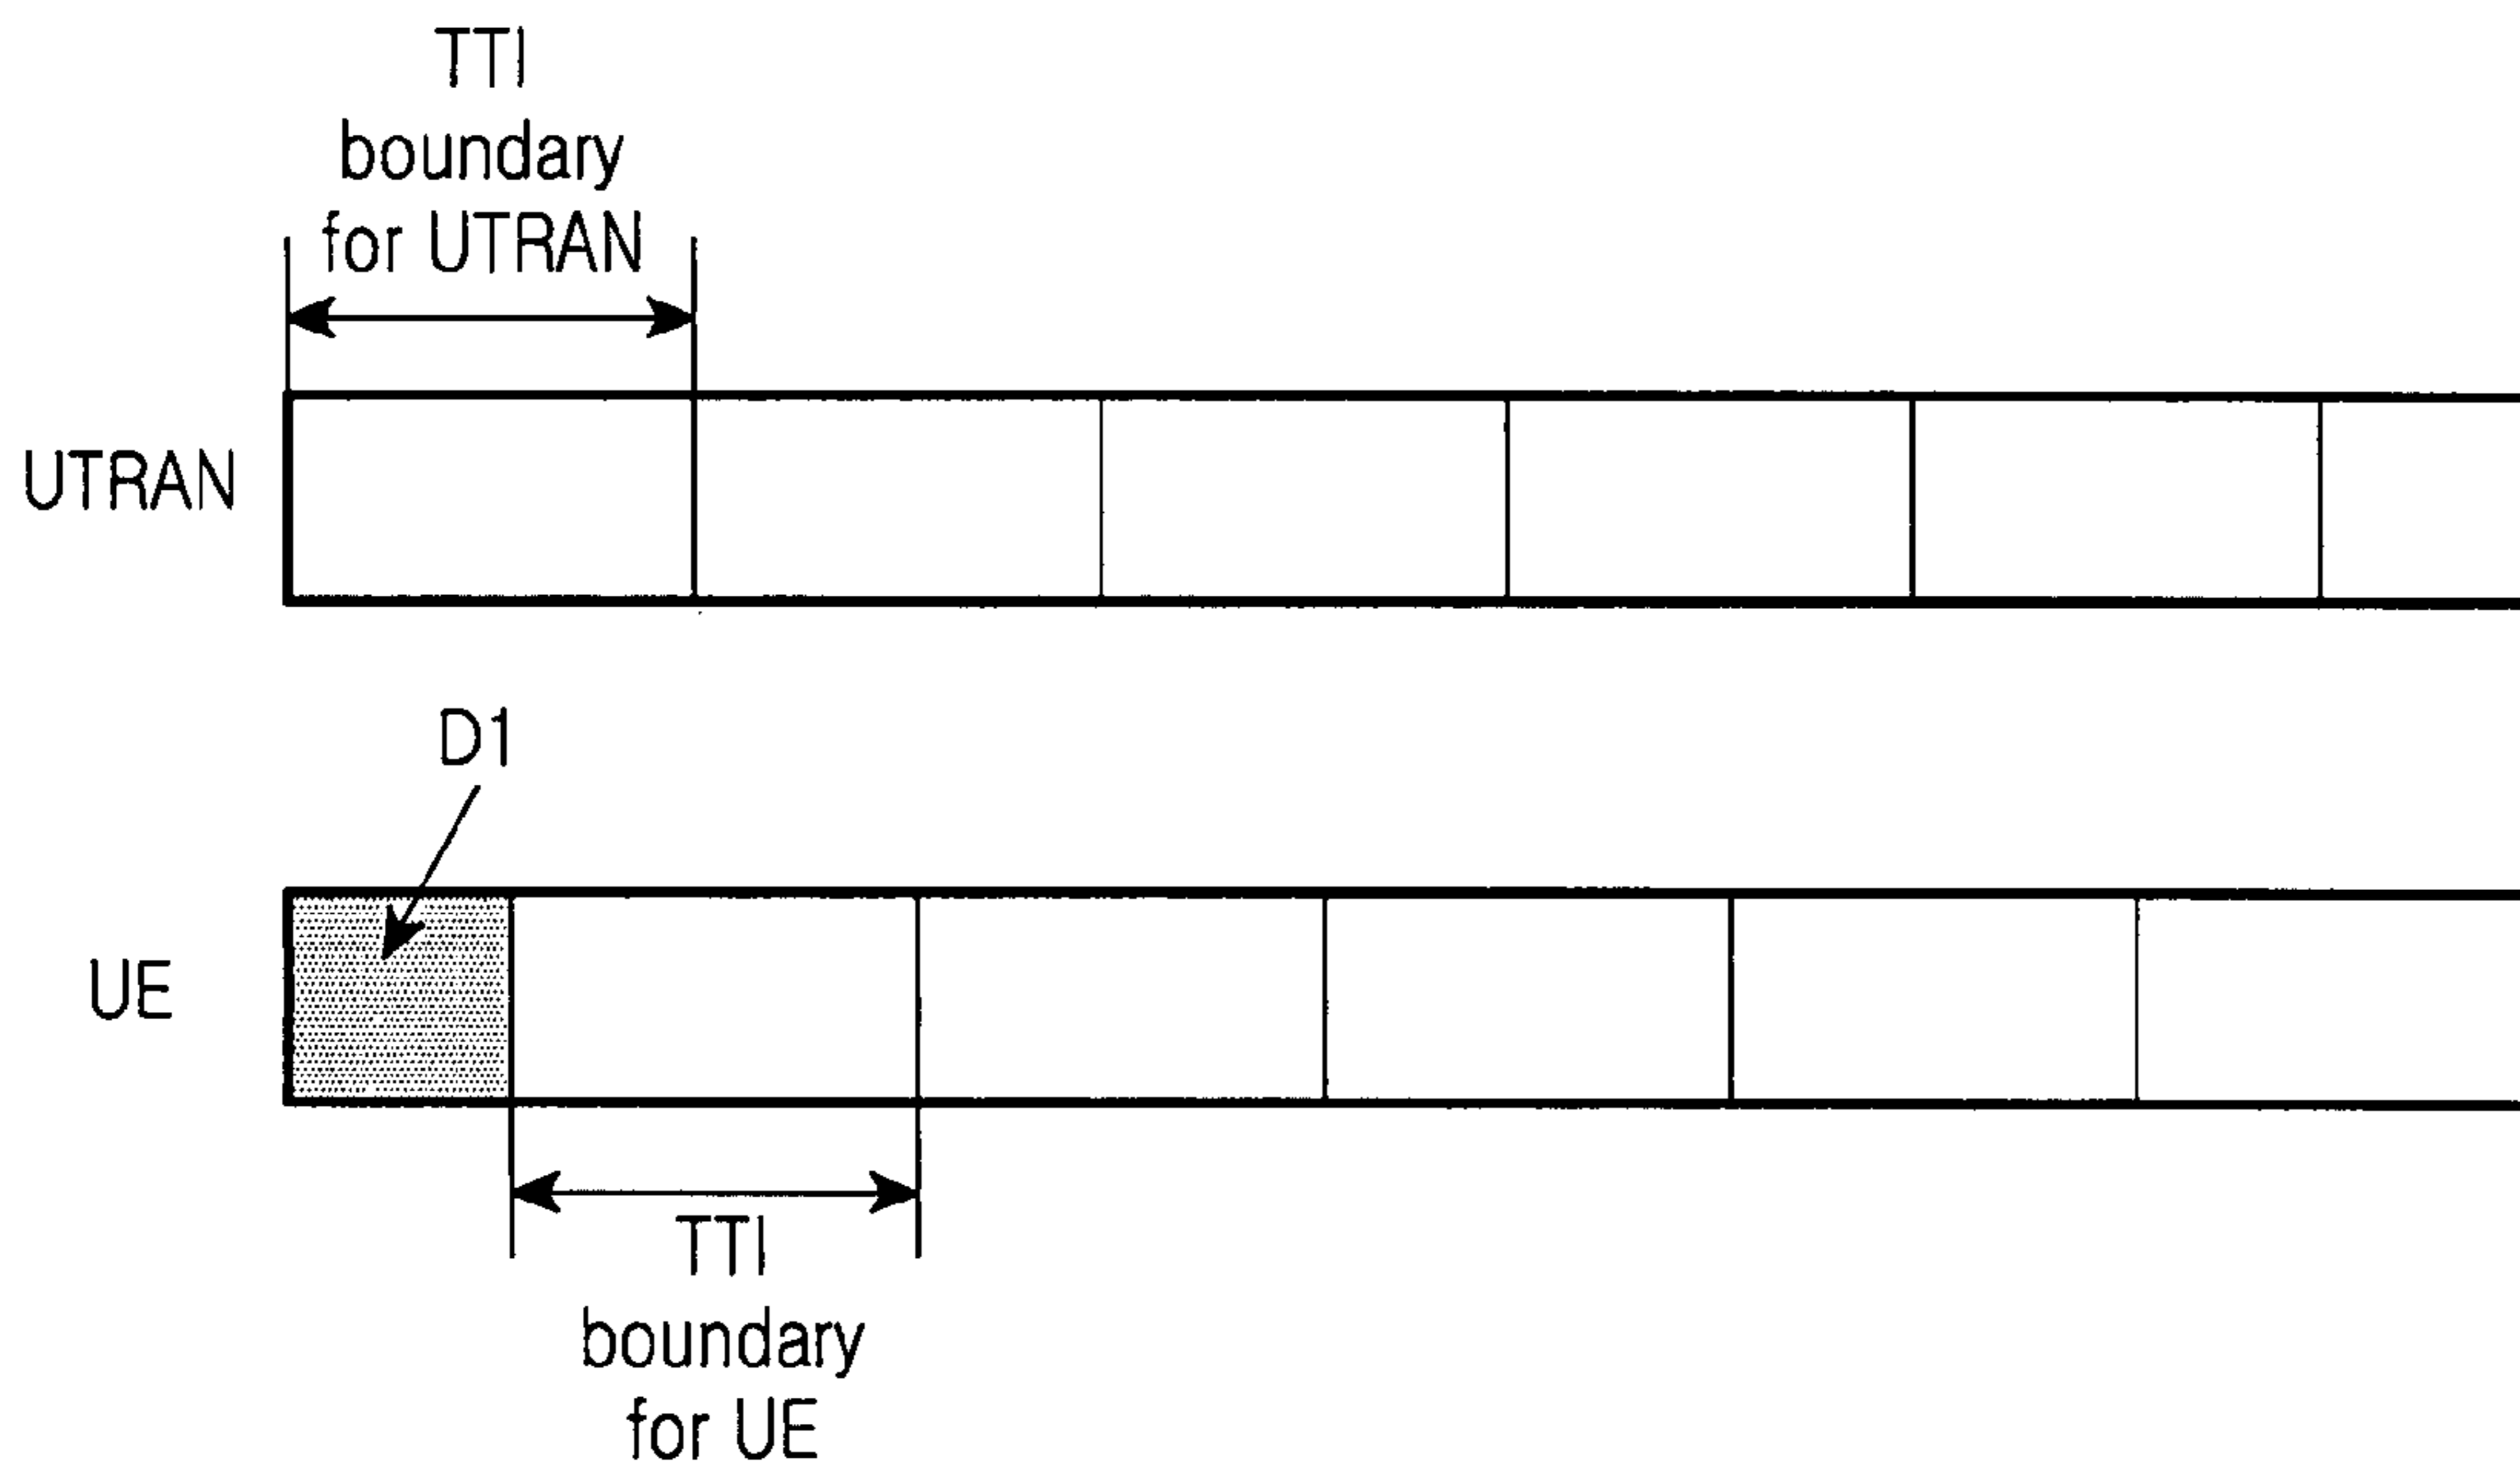 TTI
boundary
for UTRAN
UTRAN
D1
UE
TTI
boundary
for UE